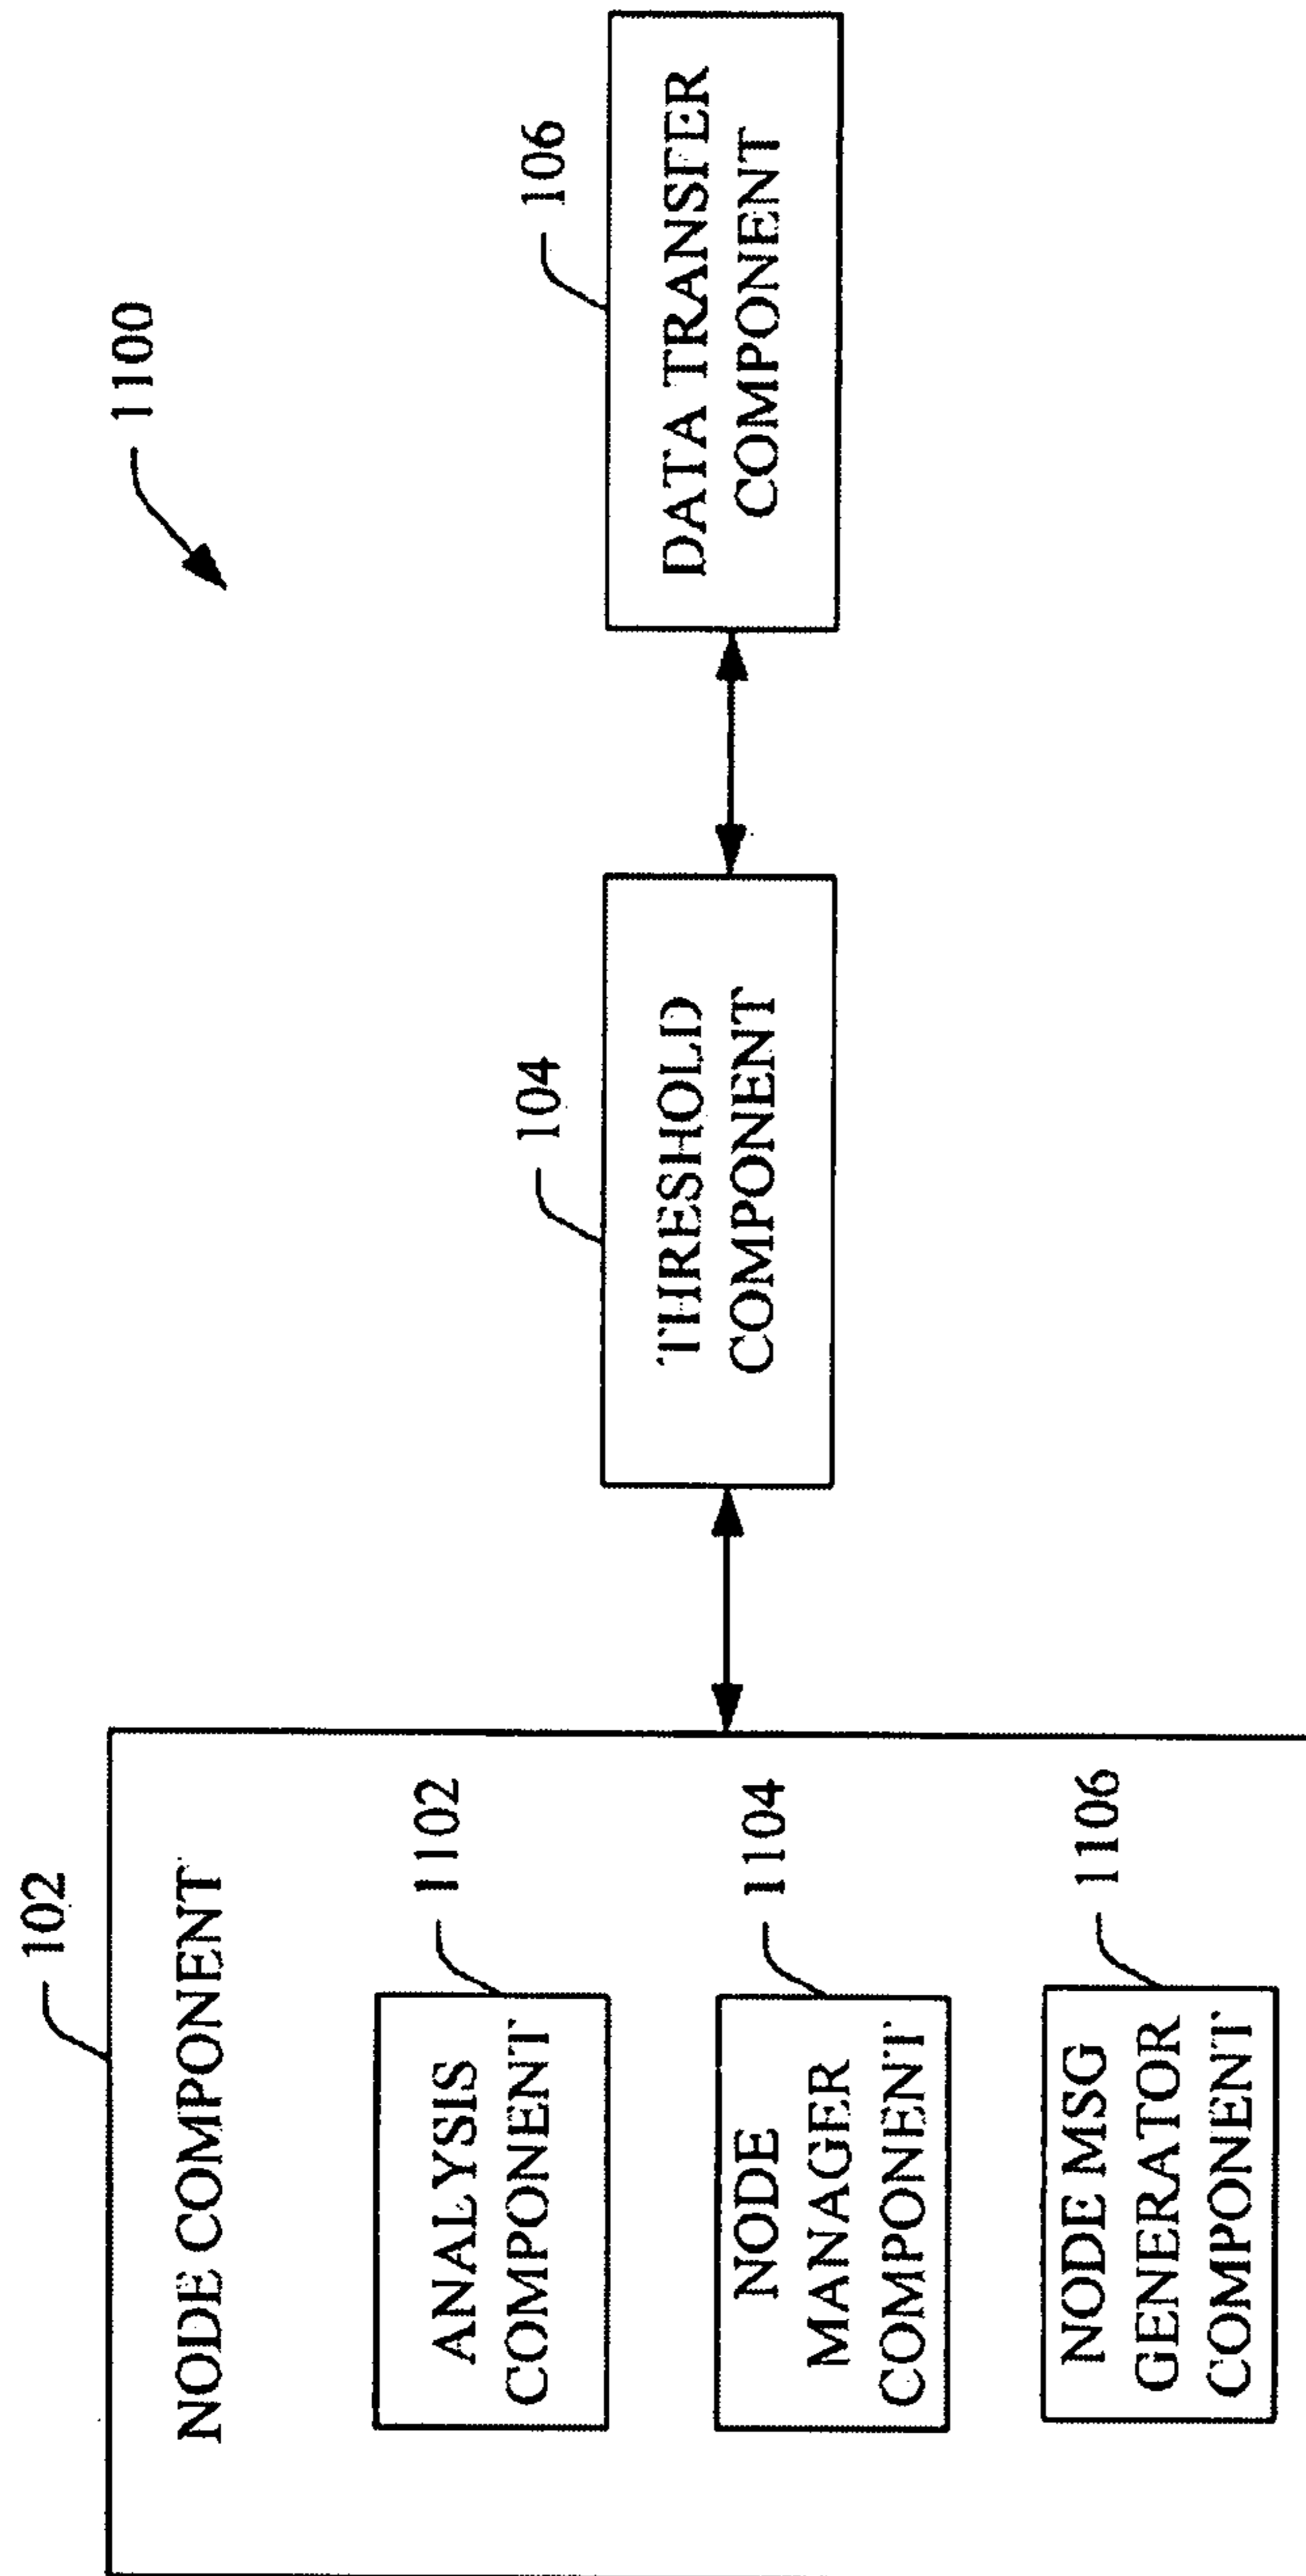 1100
102
NODE COMPONENT
ANALYSIS
COMPONENT
1102
NODE
MANAGER
COMPONENT
1104
NODE MSG
GENERATOR
COMPONENT
1106
104
THRESHOLD
COMPONENT
106
DATA TRANSFER
COMPONENT